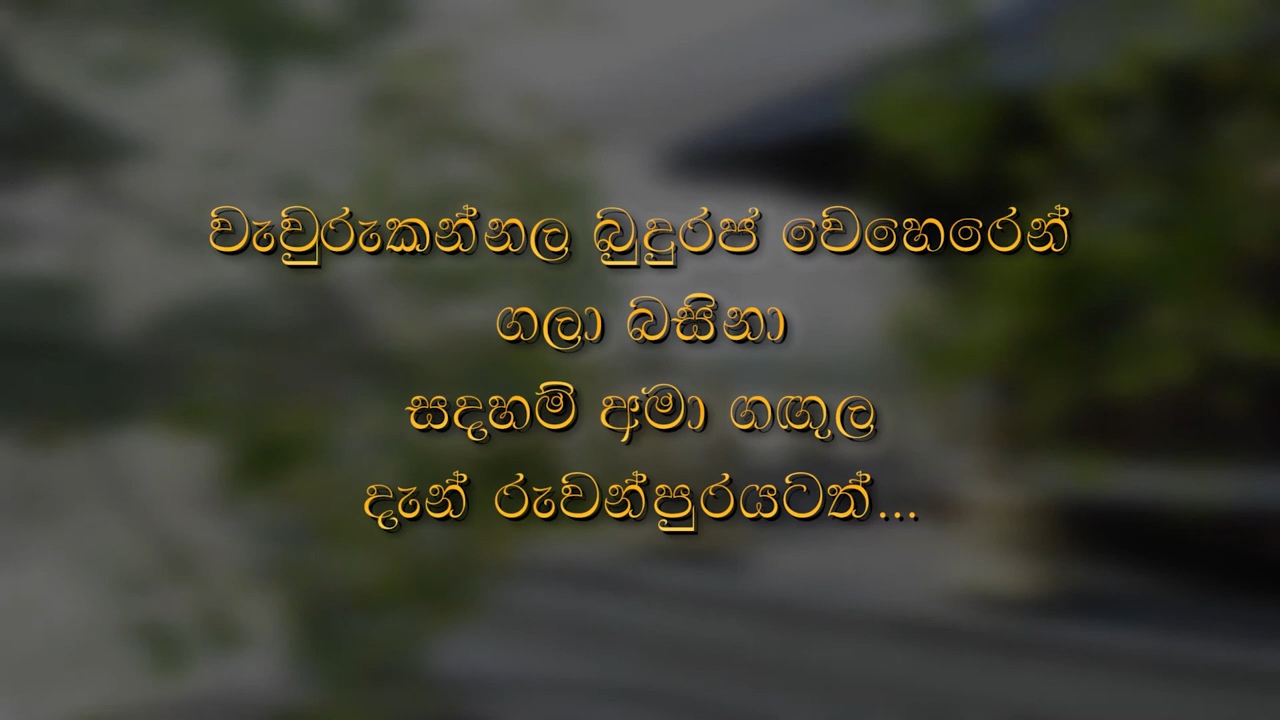 වැවුරුකන්නල බුදුරජ වෙහෙරෙන්
ගලා බසිනා
සදහම් අමා ගඟුල
දැන් රුවන්පුරයටත්...